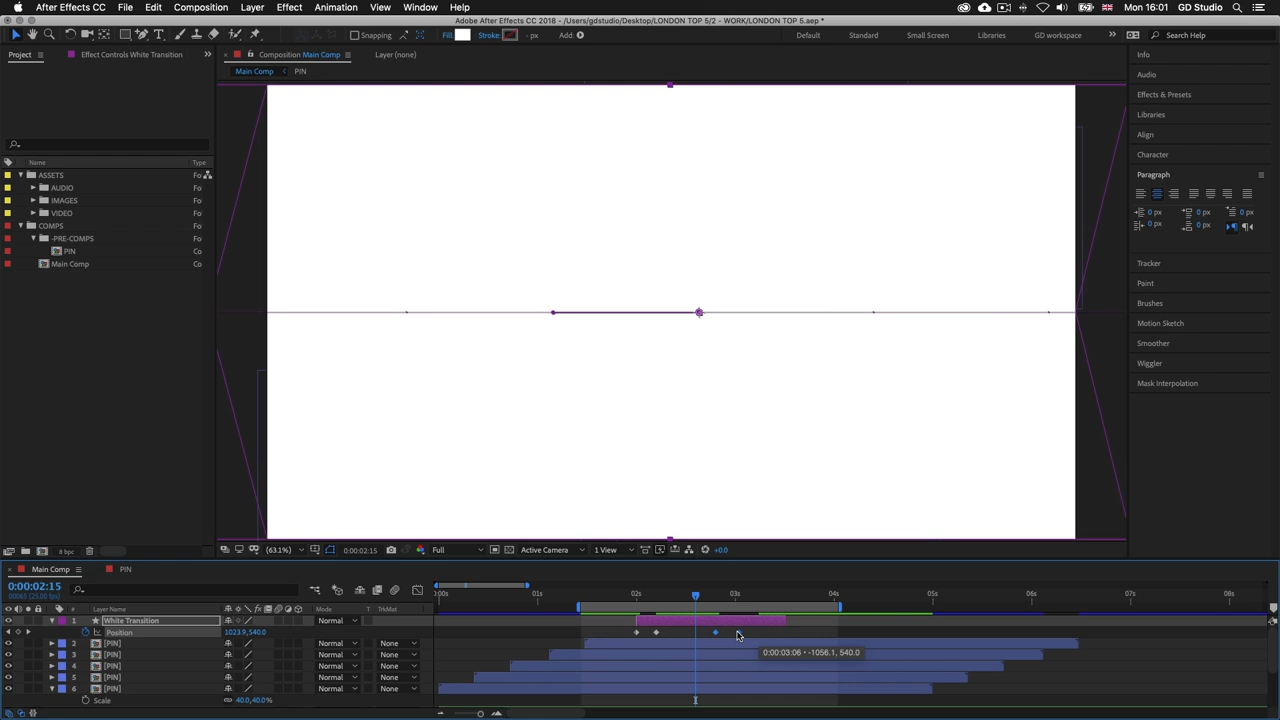 After Effects CC File Edit Composition Layer Effect Animation View Window Help Mon 16:01 GD Studio
Adobe After Effects CC 2018 - /Users/gdstudio/Desktop/LONDON TOP 5/2 - WORK/LONDON TOP 5.aep *
Snapping Fill: Stroke: - px Add: Default Standard Small Screen Libraries GD workspace Search Help
Project Effect Controls White Transition Composition Main Comp Layer (none) Info
Main Comp PIN Audio
Effects & Presets
Libraries
Align
Character
Name Type
Paragraph
ASSETS Fo
AUDIO Fo
IMAGES Fo
VIDEO Fo
COMPS Fo
-PRE-COMPS Fo
PIN Co
Main Comp Co
0 px 0 px 0 px
0 px 0 px
Tracker
Paint
Brushes
Motion Sketch
Smoother
Wiggler
Mask Interpolation
8 bpc (63.1%) 0:00:02:15 Full Active Camera 1 View +0.0
Main Comp PIN
0:00:02:15
00065 (25.00 fps)
:00s 01s 02s 03s 04s 05s 06s 07s 08s
# Layer Name Mode T TrkMat
1 White Transition Normal
Position 1023.9,540.0
2 [PIN] Normal None
3 [PIN] Normal None
0:00:03:06 • -1056.1, 540.0
4 [PIN] Normal None
5 [PIN] Normal None
6 [PIN] Normal None
Scale 40.0,40.0%